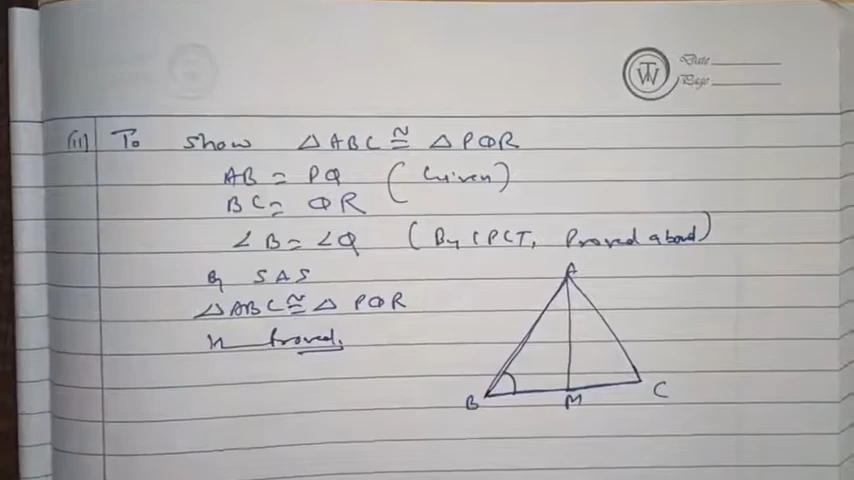 Date
Page
(ii) To show △ABC ≅ △PQR
AB = PQ (Given)
BC = QR
∠B = ∠Q (By CPCT, Proved above)
By SAS
△ABC ≅ △PQR
Proved.
A
B
M
C